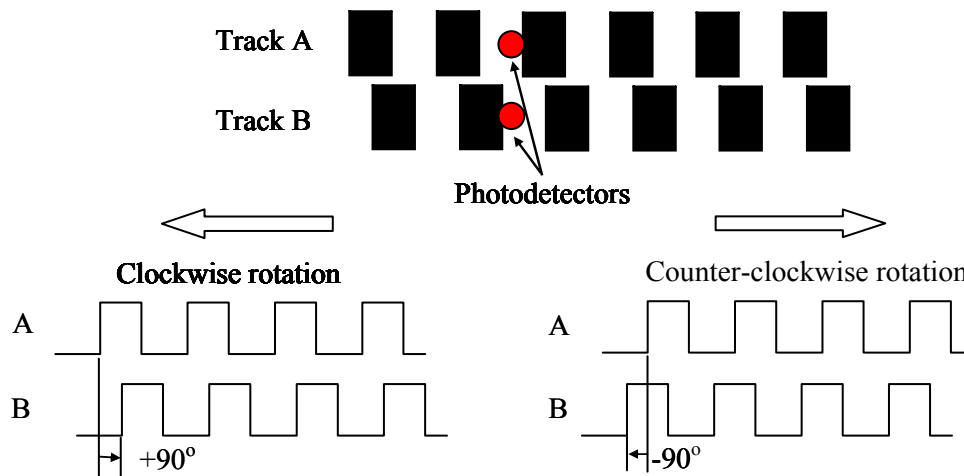 Track A
Track B
Photodetectors
Clockwise rotation
Counter-clockwise rotation
A
A
B
B
+90°
-90°